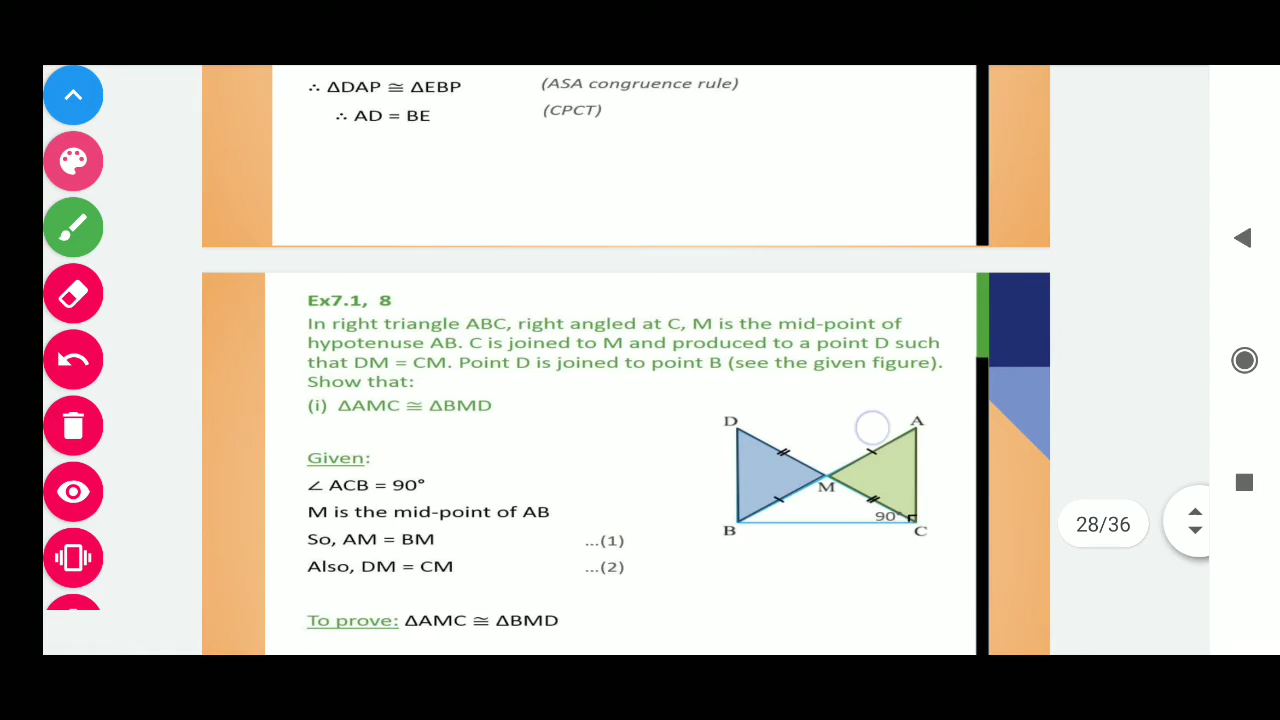 ∴ ΔDAP ≅ ΔEBP (ASA congruence rule)
∴ AD = BE (CPCT)
Ex7.1, 8
In right triangle ABC, right angled at C, M is the mid-point of
hypotenuse AB. C is joined to M and produced to a point D such
that DM = CM. Point D is joined to point B (see the given figure).
Show that:
(i) ΔAMC ≅ ΔBMD
D A
M
90°
B C
Given:
∠ ACB = 90°
M is the mid-point of AB
So, AM = BM ...(1)
Also, DM = CM ...(2)
To prove: ΔAMC ≅ ΔBMD
28/36